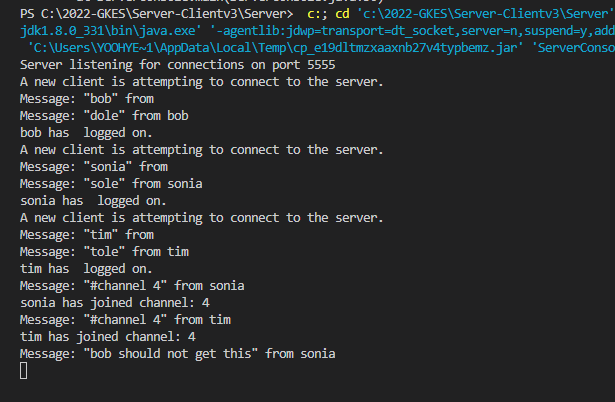 PS C:\2022-GKES\Server-Clientv3\Server>  c:; cd 'c:\2022-GKES\Server-Clientv3\Server'
jdk1.8.0_331\bin\java.exe' '-agentlib:jdwp=transport=dt_socket,server=n,suspend=y,add
'C:\Users\YOOHYE~1\AppData\Local\Temp\cp_e19dltmzxaaxnb27v4typbemz.jar' 'ServerConso
Server listening for connections on port 5555
A new client is attempting to connect to the server.
Message: "bob" from
Message: "dole" from bob
bob has  logged on.
A new client is attempting to connect to the server.
Message: "sonia" from
Message: "sole" from sonia
sonia has  logged on.
A new client is attempting to connect to the server.
Message: "tim" from
Message: "tole" from tim
tim has  logged on.
Message: "#channel 4" from sonia
sonia has joined channel: 4
Message: "#channel 4" from tim
tim has joined channel: 4
Message: "bob should not get this" from sonia